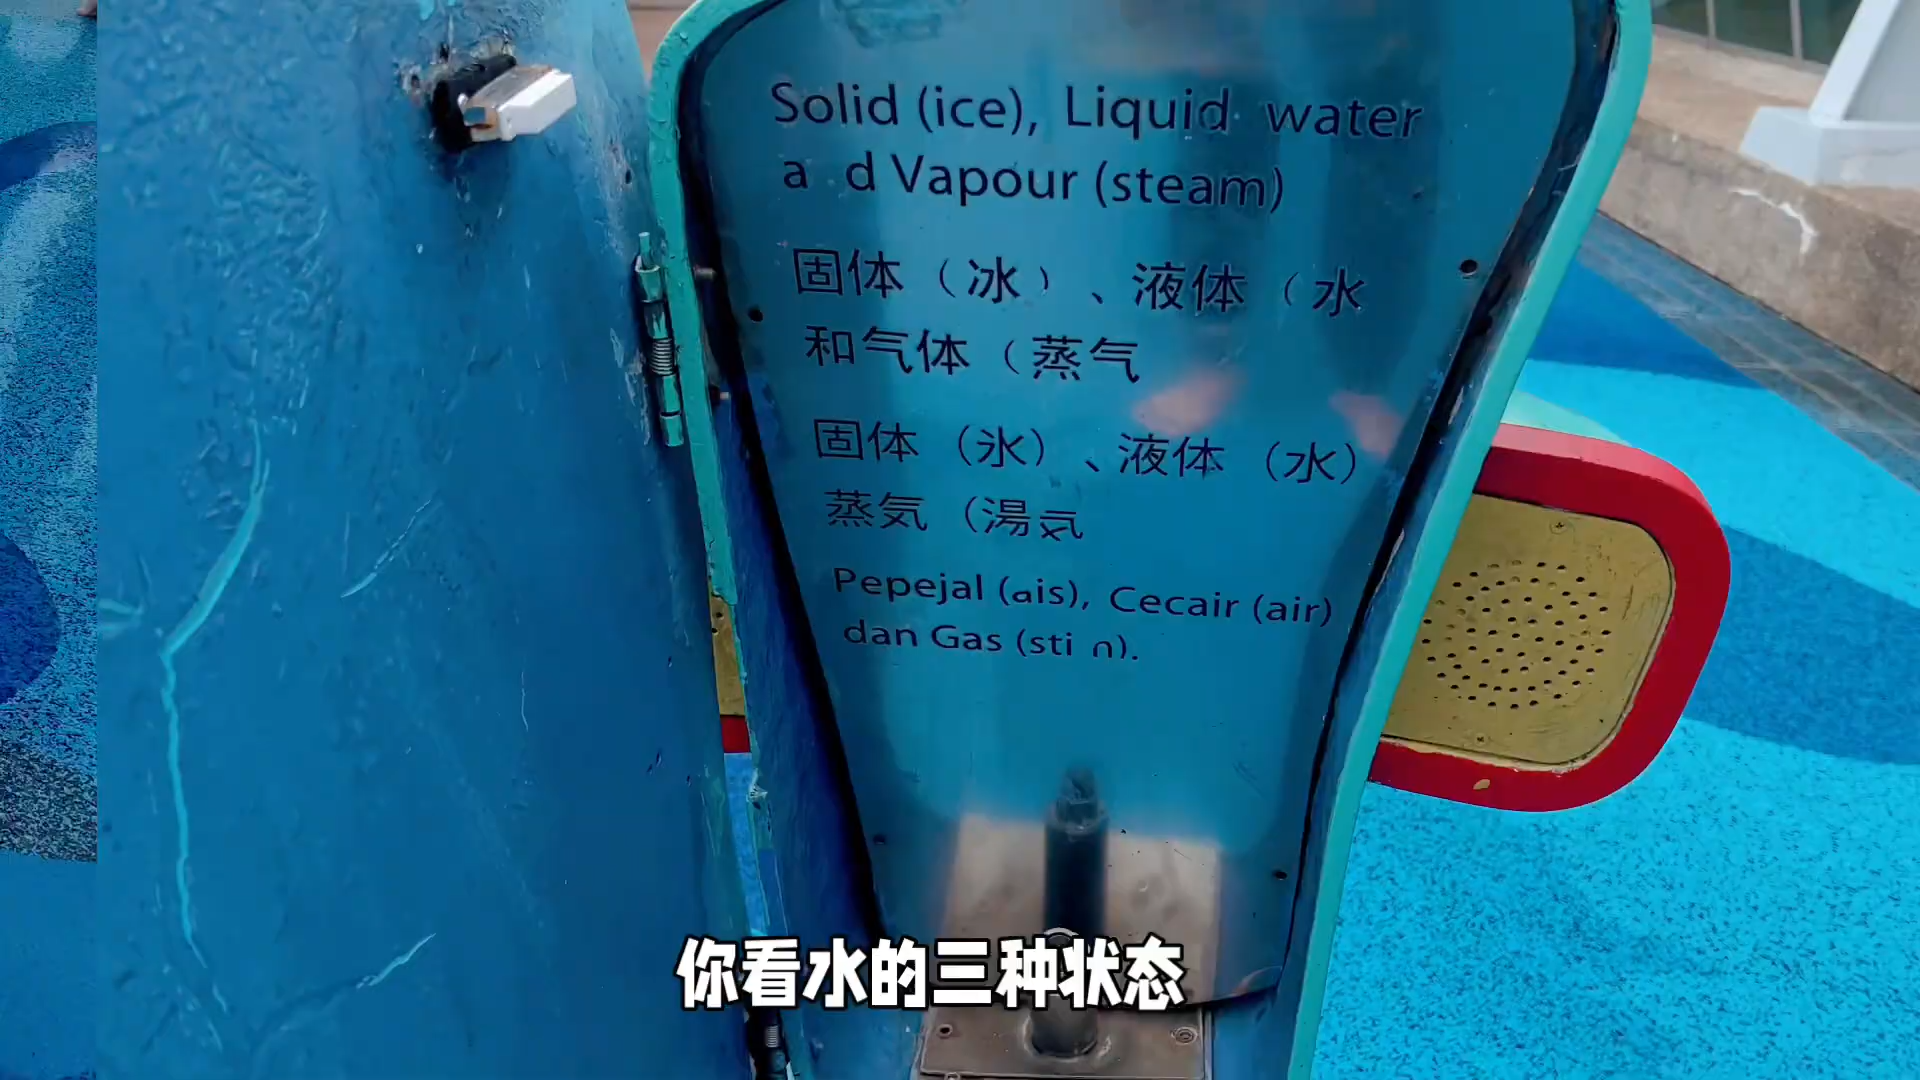 Solid (ice), Liquid water
a d Vapour (steam)
固体（冰）、液体（水
和气体（蒸气
固体（氷）、液体（水）
蒸気（湯気
Pepejal (ais), Cecair (air)
dan Gas (sti n).
你看水的三种状态